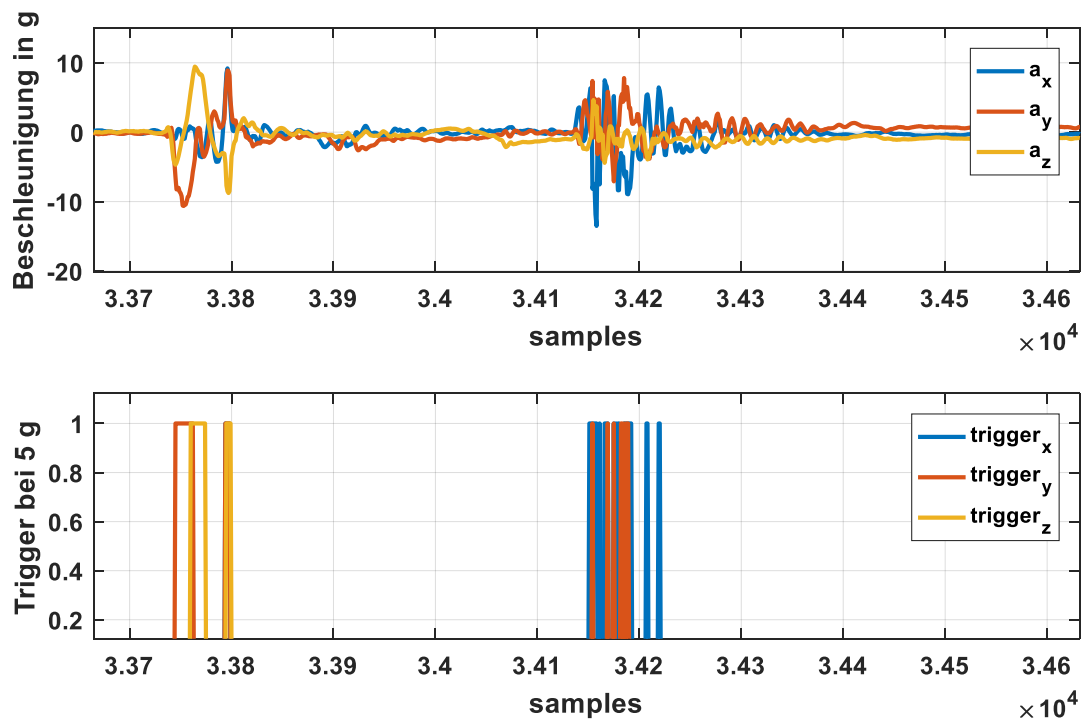 Beschleunigung in g
10
0
-10
-20
a_x
a_y
a_z
3.37 3.38 3.39 3.4 3.41 3.42 3.43 3.44 3.45 3.46
samples
×10^4
Trigger bei 5 g
1
0.8
0.6
0.4
0.2
trigger_x
trigger_y
trigger_z
3.37 3.38 3.39 3.4 3.41 3.42 3.43 3.44 3.45 3.46
samples
×10^4